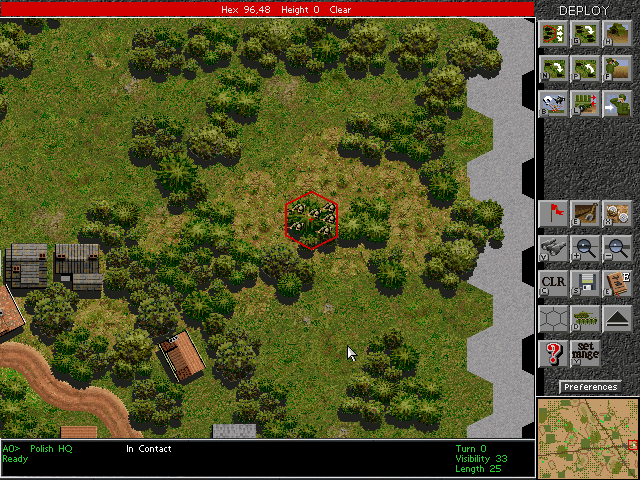 Hex 96,48 Height 0 Clear
DEPLOY
N
B
V
CLR
C
S
E
D
?
set
range
Preferences
A0> Polish HQ In Contact Turn 0
Ready Visibility 33
Length 25